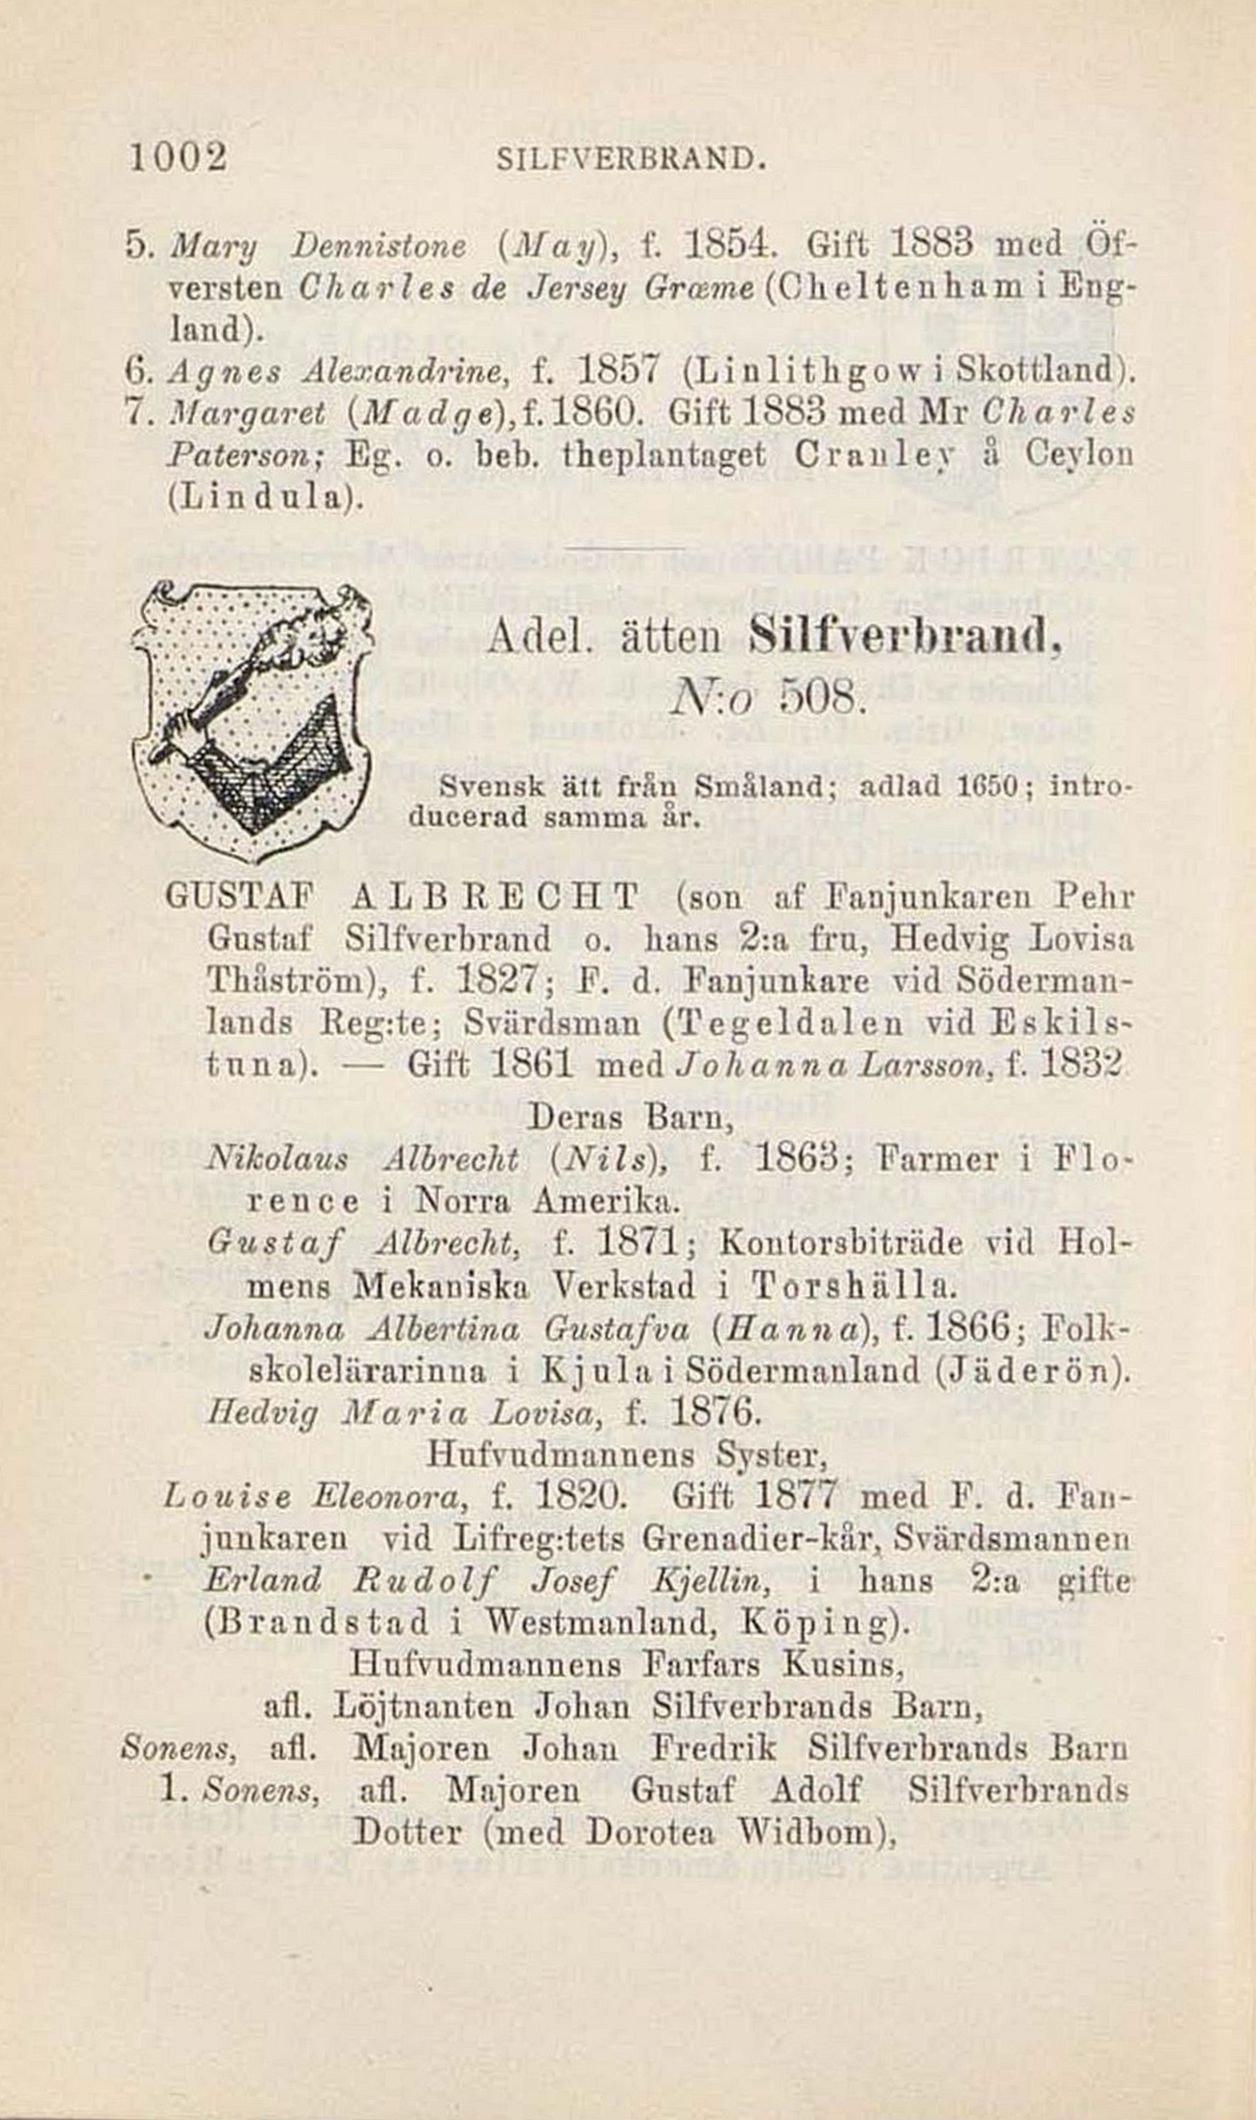 1002 SILFVERBRAND.
5. Mary Dennistone (May), f. 1854. Gift 1883 med Öf-
versten Charles de Jersey Græme (Cheltenham i Eng-
land).
6. Agnes Alexandrine, f. 1857 (Linlithgow i Skottland).
7. Margaret (Madge), f. 1860. Gift 1883 med Mr Charles
Paterson; Eg. o. beb. theplantaget Cranley å Ceylon
(Lindula).
Adel. ätten Silfverbrand,
N:o 508.
Svensk ätt från Småland; adlad 1650; intro-
ducerad samma år.
GUSTAF ALBRECHT (son af Fanjunkaren Pehr
Gustaf Silfverbrand o. hans 2:a fru, Hedvig Lovisa
Thåström), f. 1827; F. d. Fanjunkare vid Söderman-
lands Reg:te; Svärdsman (Tegeldalen vid Eskils-
tuna). — Gift 1861 med Johanna Larsson, f. 1832
Deras Barn,
Nikolaus Albrecht (Nils), f. 1863; Farmer i Flo-
rence i Norra Amerika.
Gustaf Albrecht, f. 1871; Kontorsbiträde vid Hol-
mens Mekaniska Verkstad i Torshälla.
Johanna Albertina Gustafva (Hanna), f. 1866; Folk-
skolelärarinna i Kjula i Södermanland (Jäderön).
Hedvig Maria Lovisa, f. 1876.
Hufvudmannens Syster,
Louise Eleonora, f. 1820. Gift 1877 med F. d. Fan-
junkaren vid Lifreg:tets Grenadier-kår, Svärdsmannen
Erland Rudolf Josef Kjellin, i hans 2:a gifte
(Brandstad i Westmanland, Köping).
Hufvudmannens Farfars Kusins,
afl. Löjtnanten Johan Silfverbrands Barn,
Sonens, afl. Majoren Johan Fredrik Silfverbrands Barn
1. Sonens, afl. Majoren Gustaf Adolf Silfverbrands
Dotter (med Dorotea Widbom),